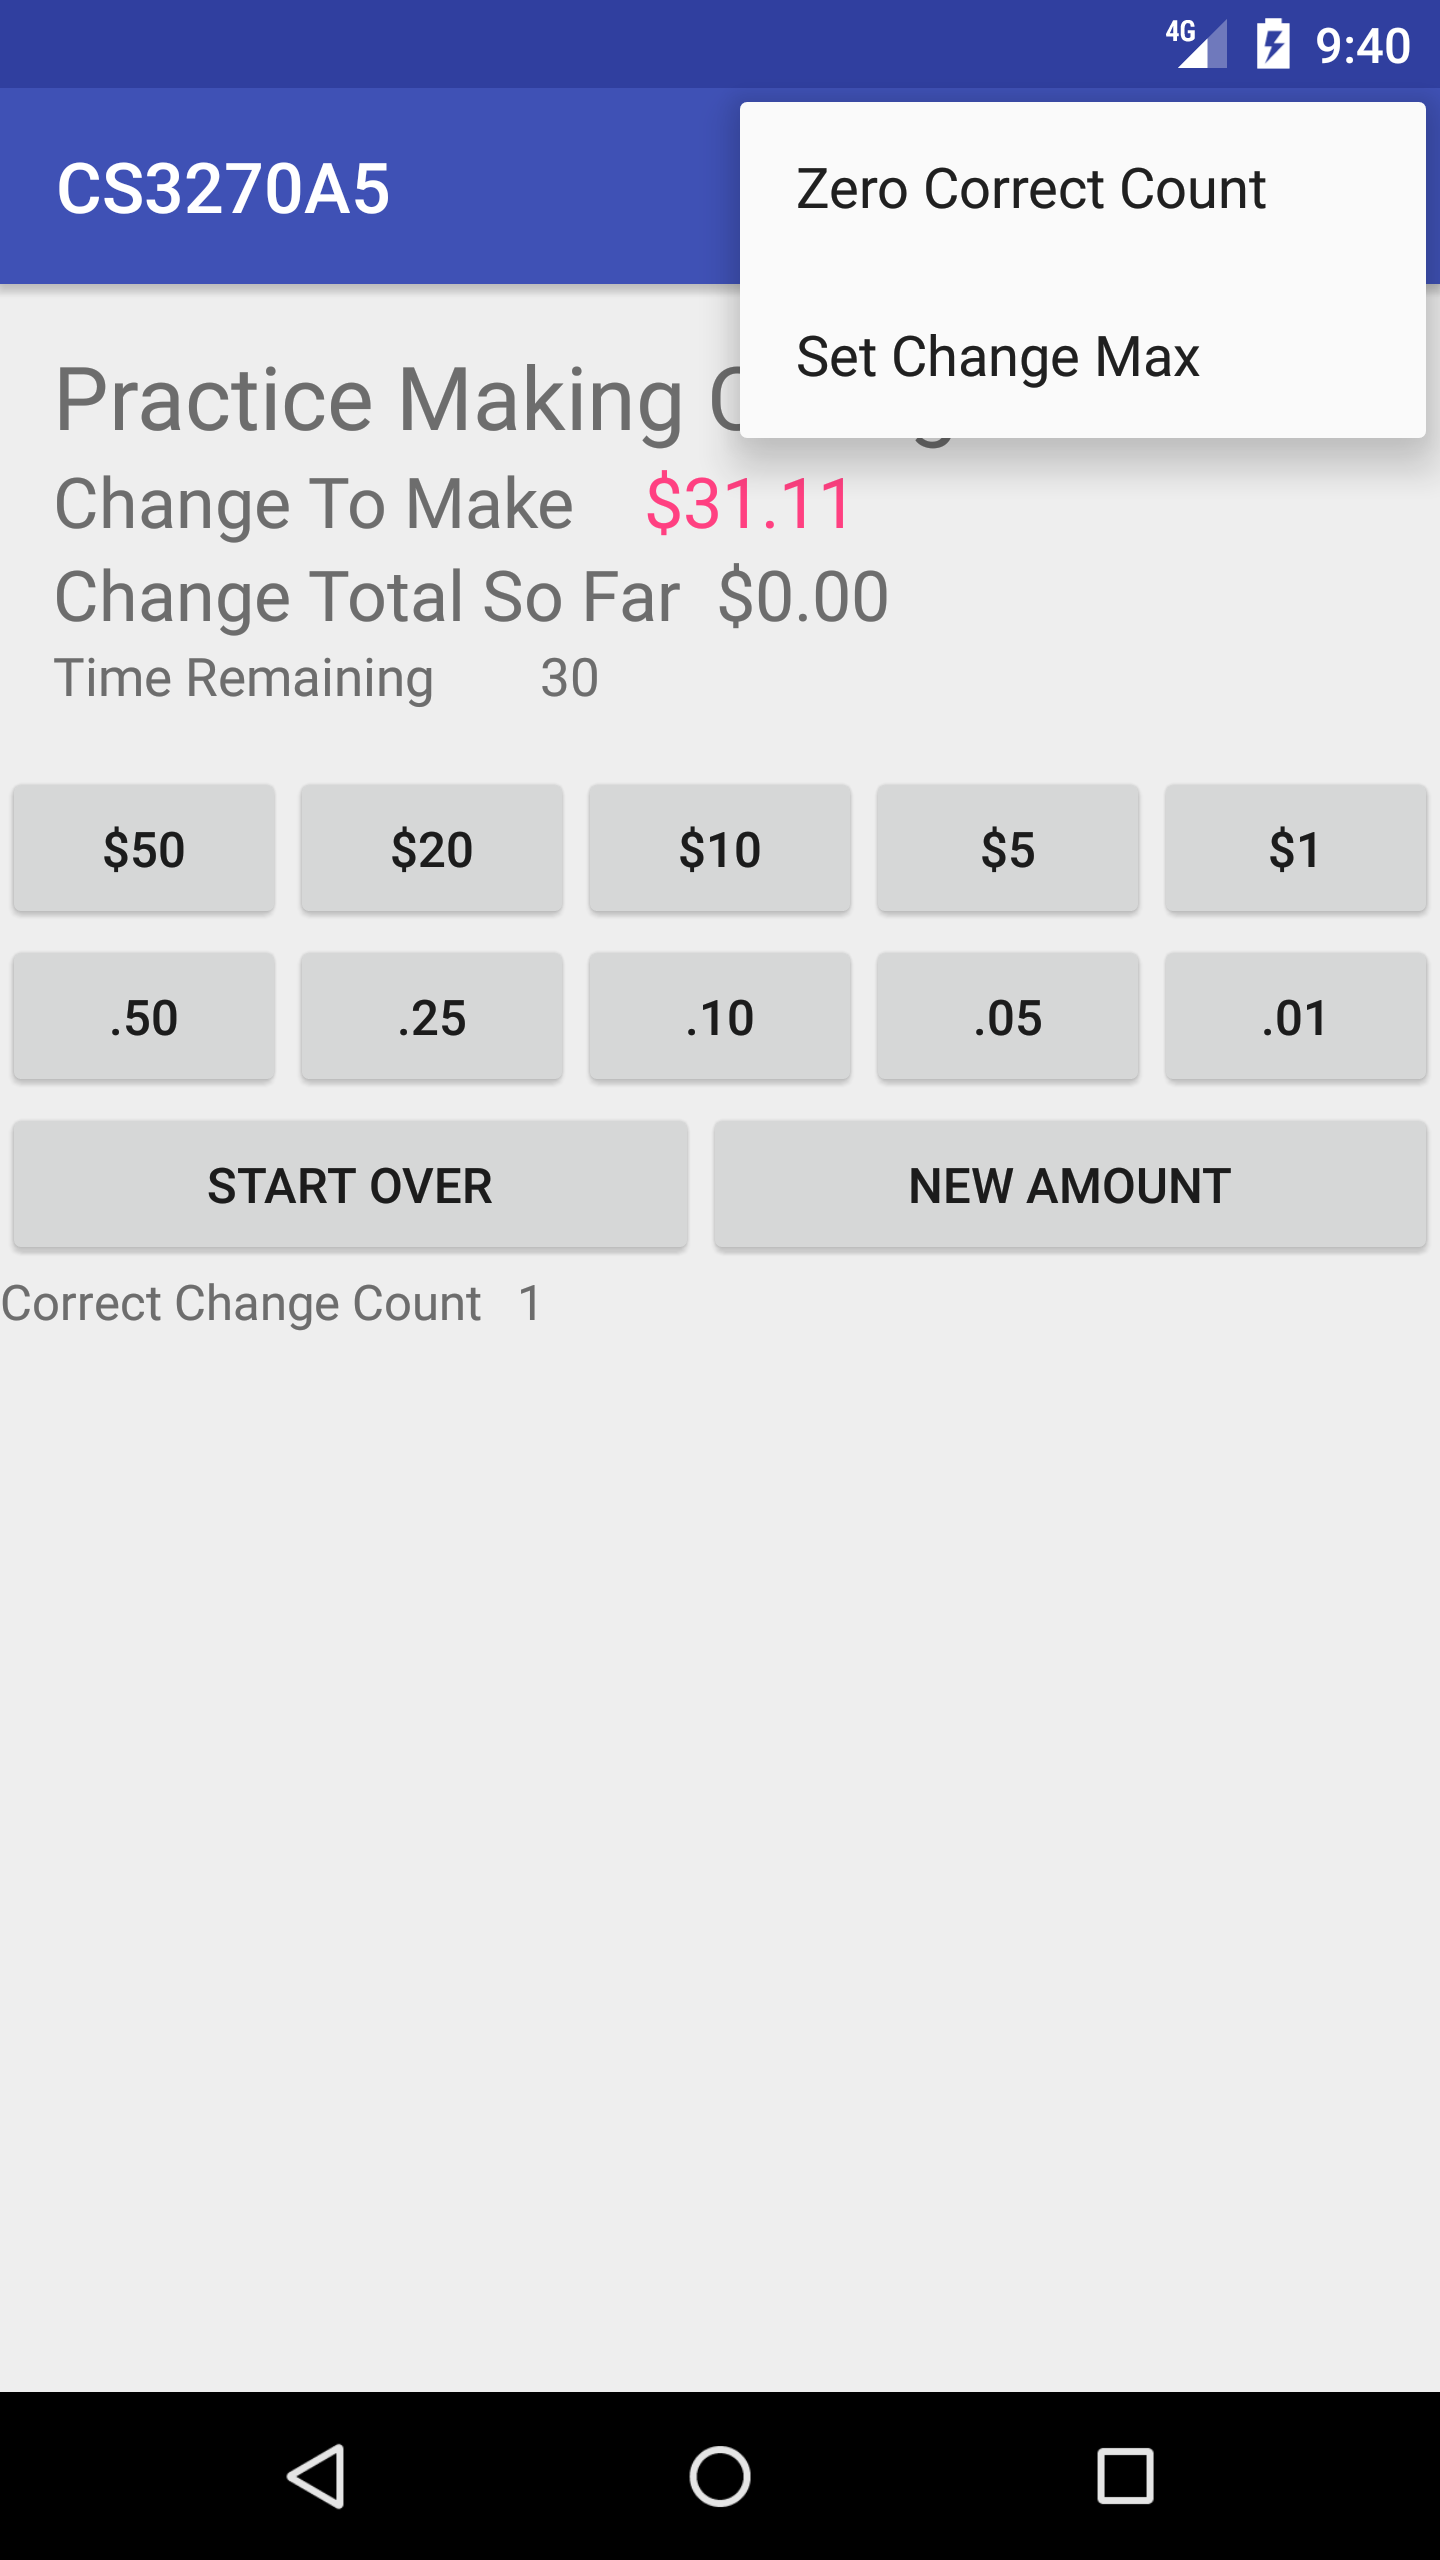 4G 9:40
CS3270A5
Zero Correct Count
Set Change Max
Practice Making
Change To Make $31.11
Change Total So Far $0.00
Time Remaining 30
$50 $20 $10 $5 $1
.50 .25 .10 .05 .01
START OVER NEW AMOUNT
Correct Change Count 1